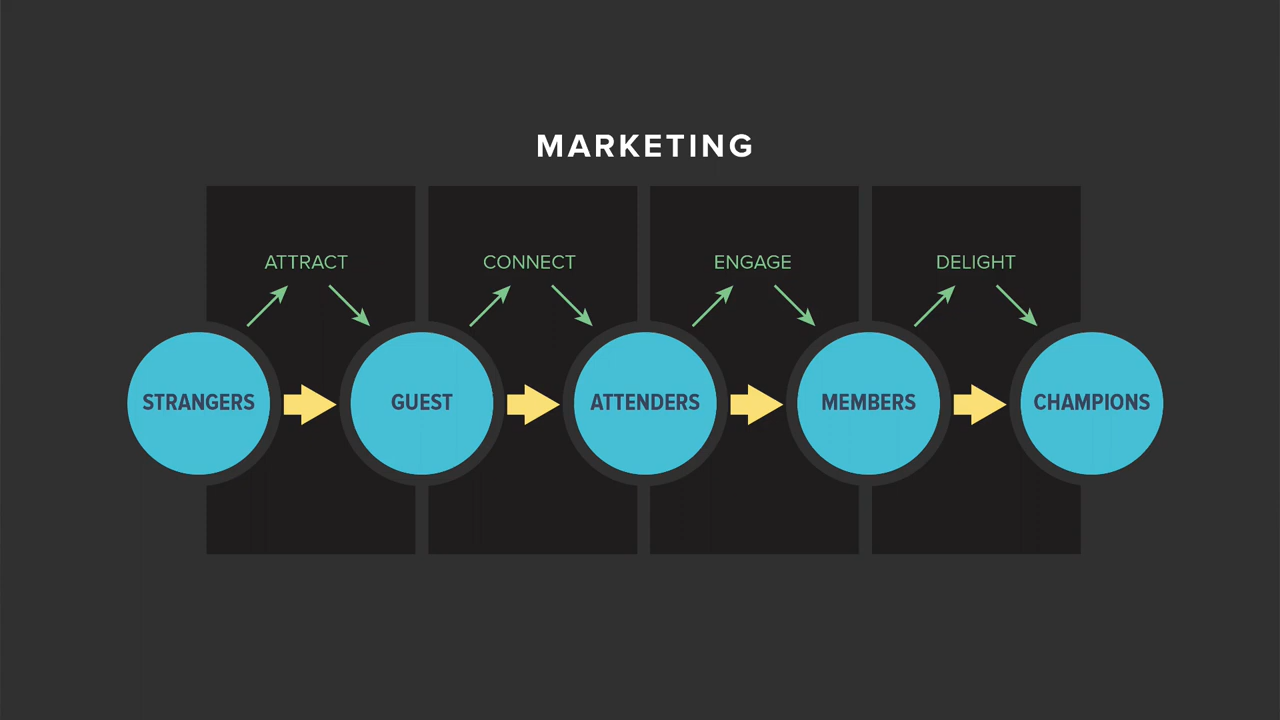 MARKETING
ATTRACT
CONNECT
ENGAGE
DELIGHT
STRANGERS
GUEST
ATTENDERS
MEMBERS
CHAMPIONS